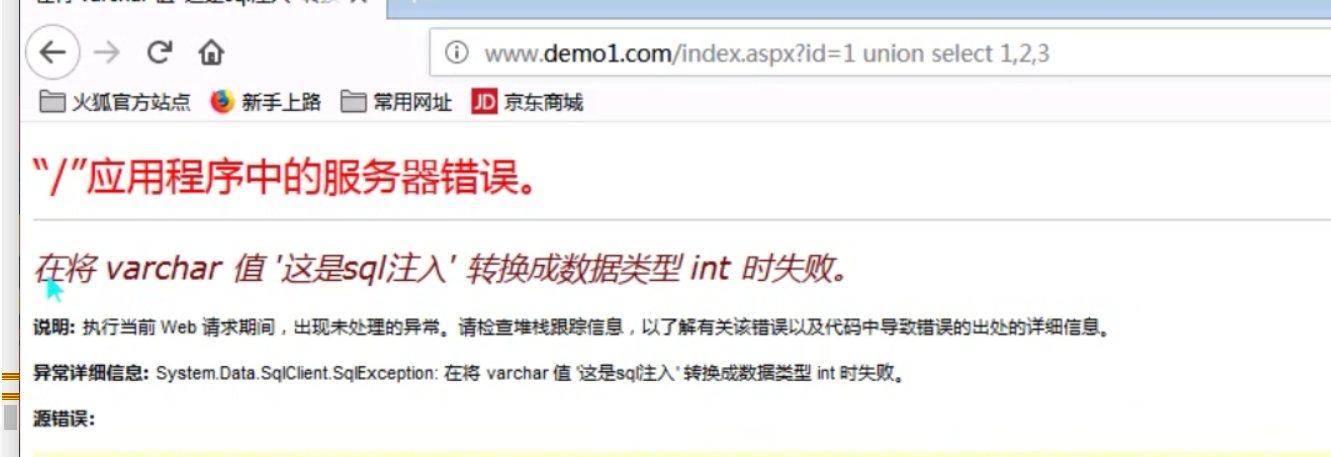 www.demo1.com/index.aspx?id=1 union select 1,2,3
火狐官方站点 新手上路 常用网址 JD 京东商城
“/”应用程序中的服务器错误。
在将 varchar 值 '这是sql注入' 转换成数据类型 int 时失败。
说明: 执行当前 Web 请求期间，出现未处理的异常。请检查堆栈跟踪信息，以了解有关该错误以及代码中导致错误的出处的详细信息。
异常详细信息: System.Data.SqlClient.SqlException: 在将 varchar 值 '这是sql注入' 转换成数据类型 int 时失败。
源错误: